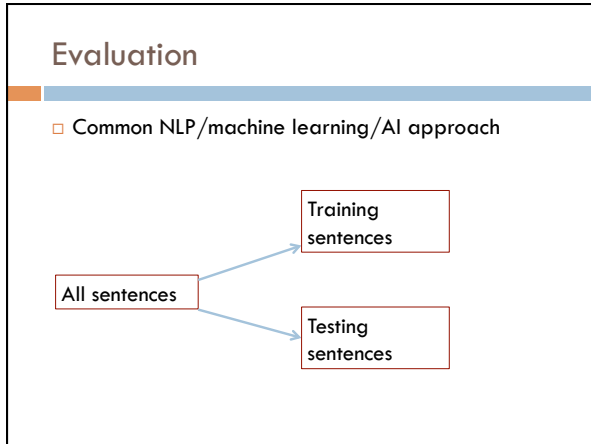 Evaluation
Common NLP/machine learning/AI approach
Training
sentences
All sentences
Testing
sentences